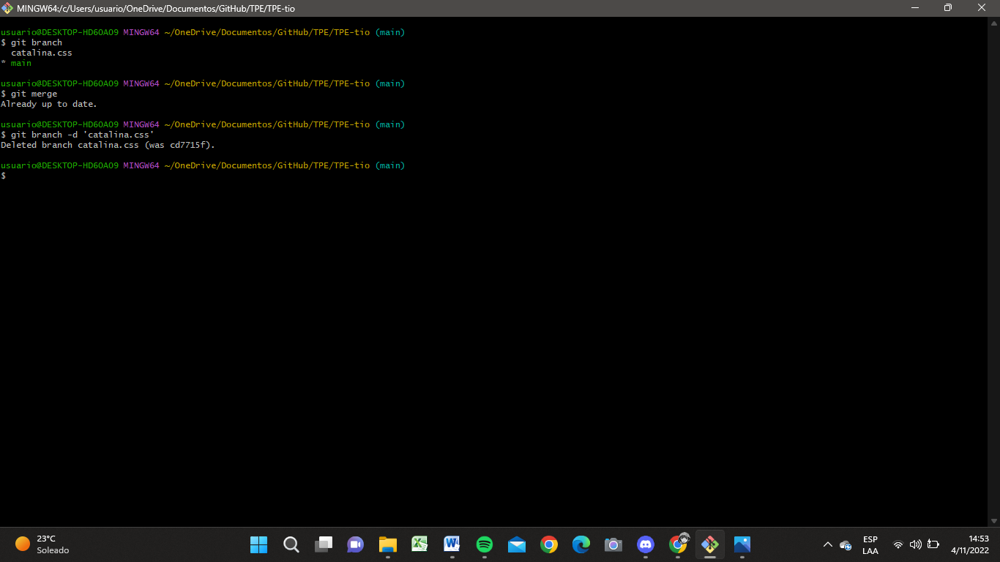 MINGW64:/c/Users/usuario/OneDrive/Documentos/GitHub/TPE/TPE-tio
usuario@DESKTOP-HD6OAO9 MINGW64 ~/OneDrive/Documentos/GitHub/TPE/TPE-tio (main)
$ git branch
  catalina.css
* main
usuario@DESKTOP-HD6OAO9 MINGW64 ~/OneDrive/Documentos/GitHub/TPE/TPE-tio (main)
$ git merge
Already up to date.
usuario@DESKTOP-HD6OAO9 MINGW64 ~/OneDrive/Documentos/GitHub/TPE/TPE-tio (main)
$ git branch -d 'catalina.css'
Deleted branch catalina.css (was cd7715f).
usuario@DESKTOP-HD6OAO9 MINGW64 ~/OneDrive/Documentos/GitHub/TPE/TPE-tio (main)
$
23°C
Soleado
ESP
LAA
14:53
4/11/2022